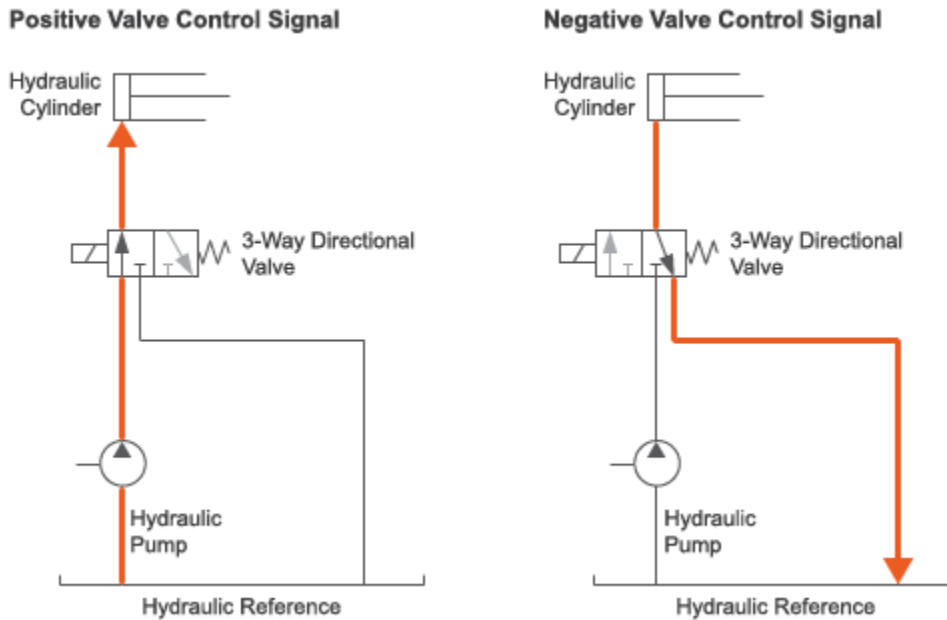 Positive Valve Control Signal
Hydraulic
Cylinder
3-Way Directional
Valve
Hydraulic
Pump
Hydraulic Reference
Negative Valve Control Signal
Hydraulic
Cylinder
3-Way Directional
Valve
Hydraulic
Pump
Hydraulic Reference